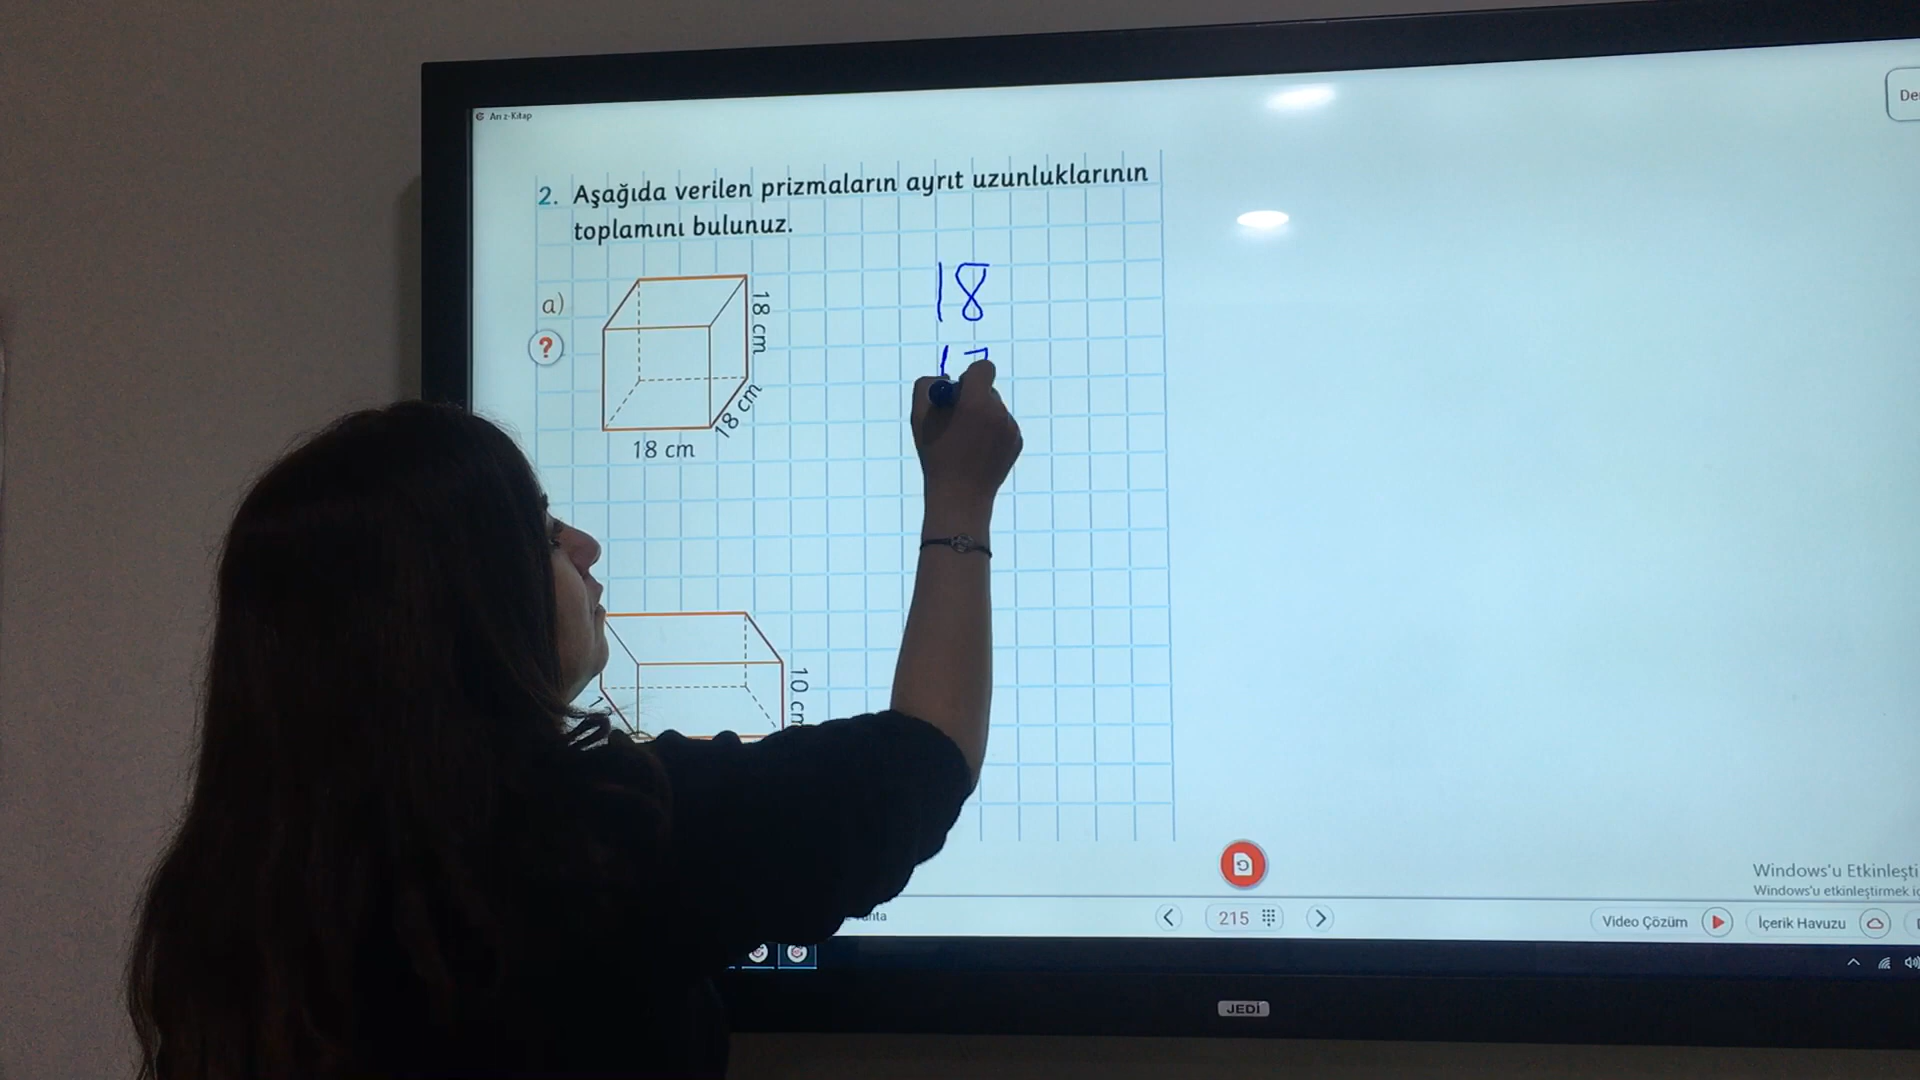 Arı z-Kitap
2. Aşağıda verilen prizmaların ayrıt uzunluklarının
toplamını bulunuz.
a)
?
18 cm
18 cm
18 cm
18
10 cm
215
Video Çözüm
İçerik Havuzu
Windows'u Etkinleşti
Windows'u etkinleştirmek iç
JEDİ